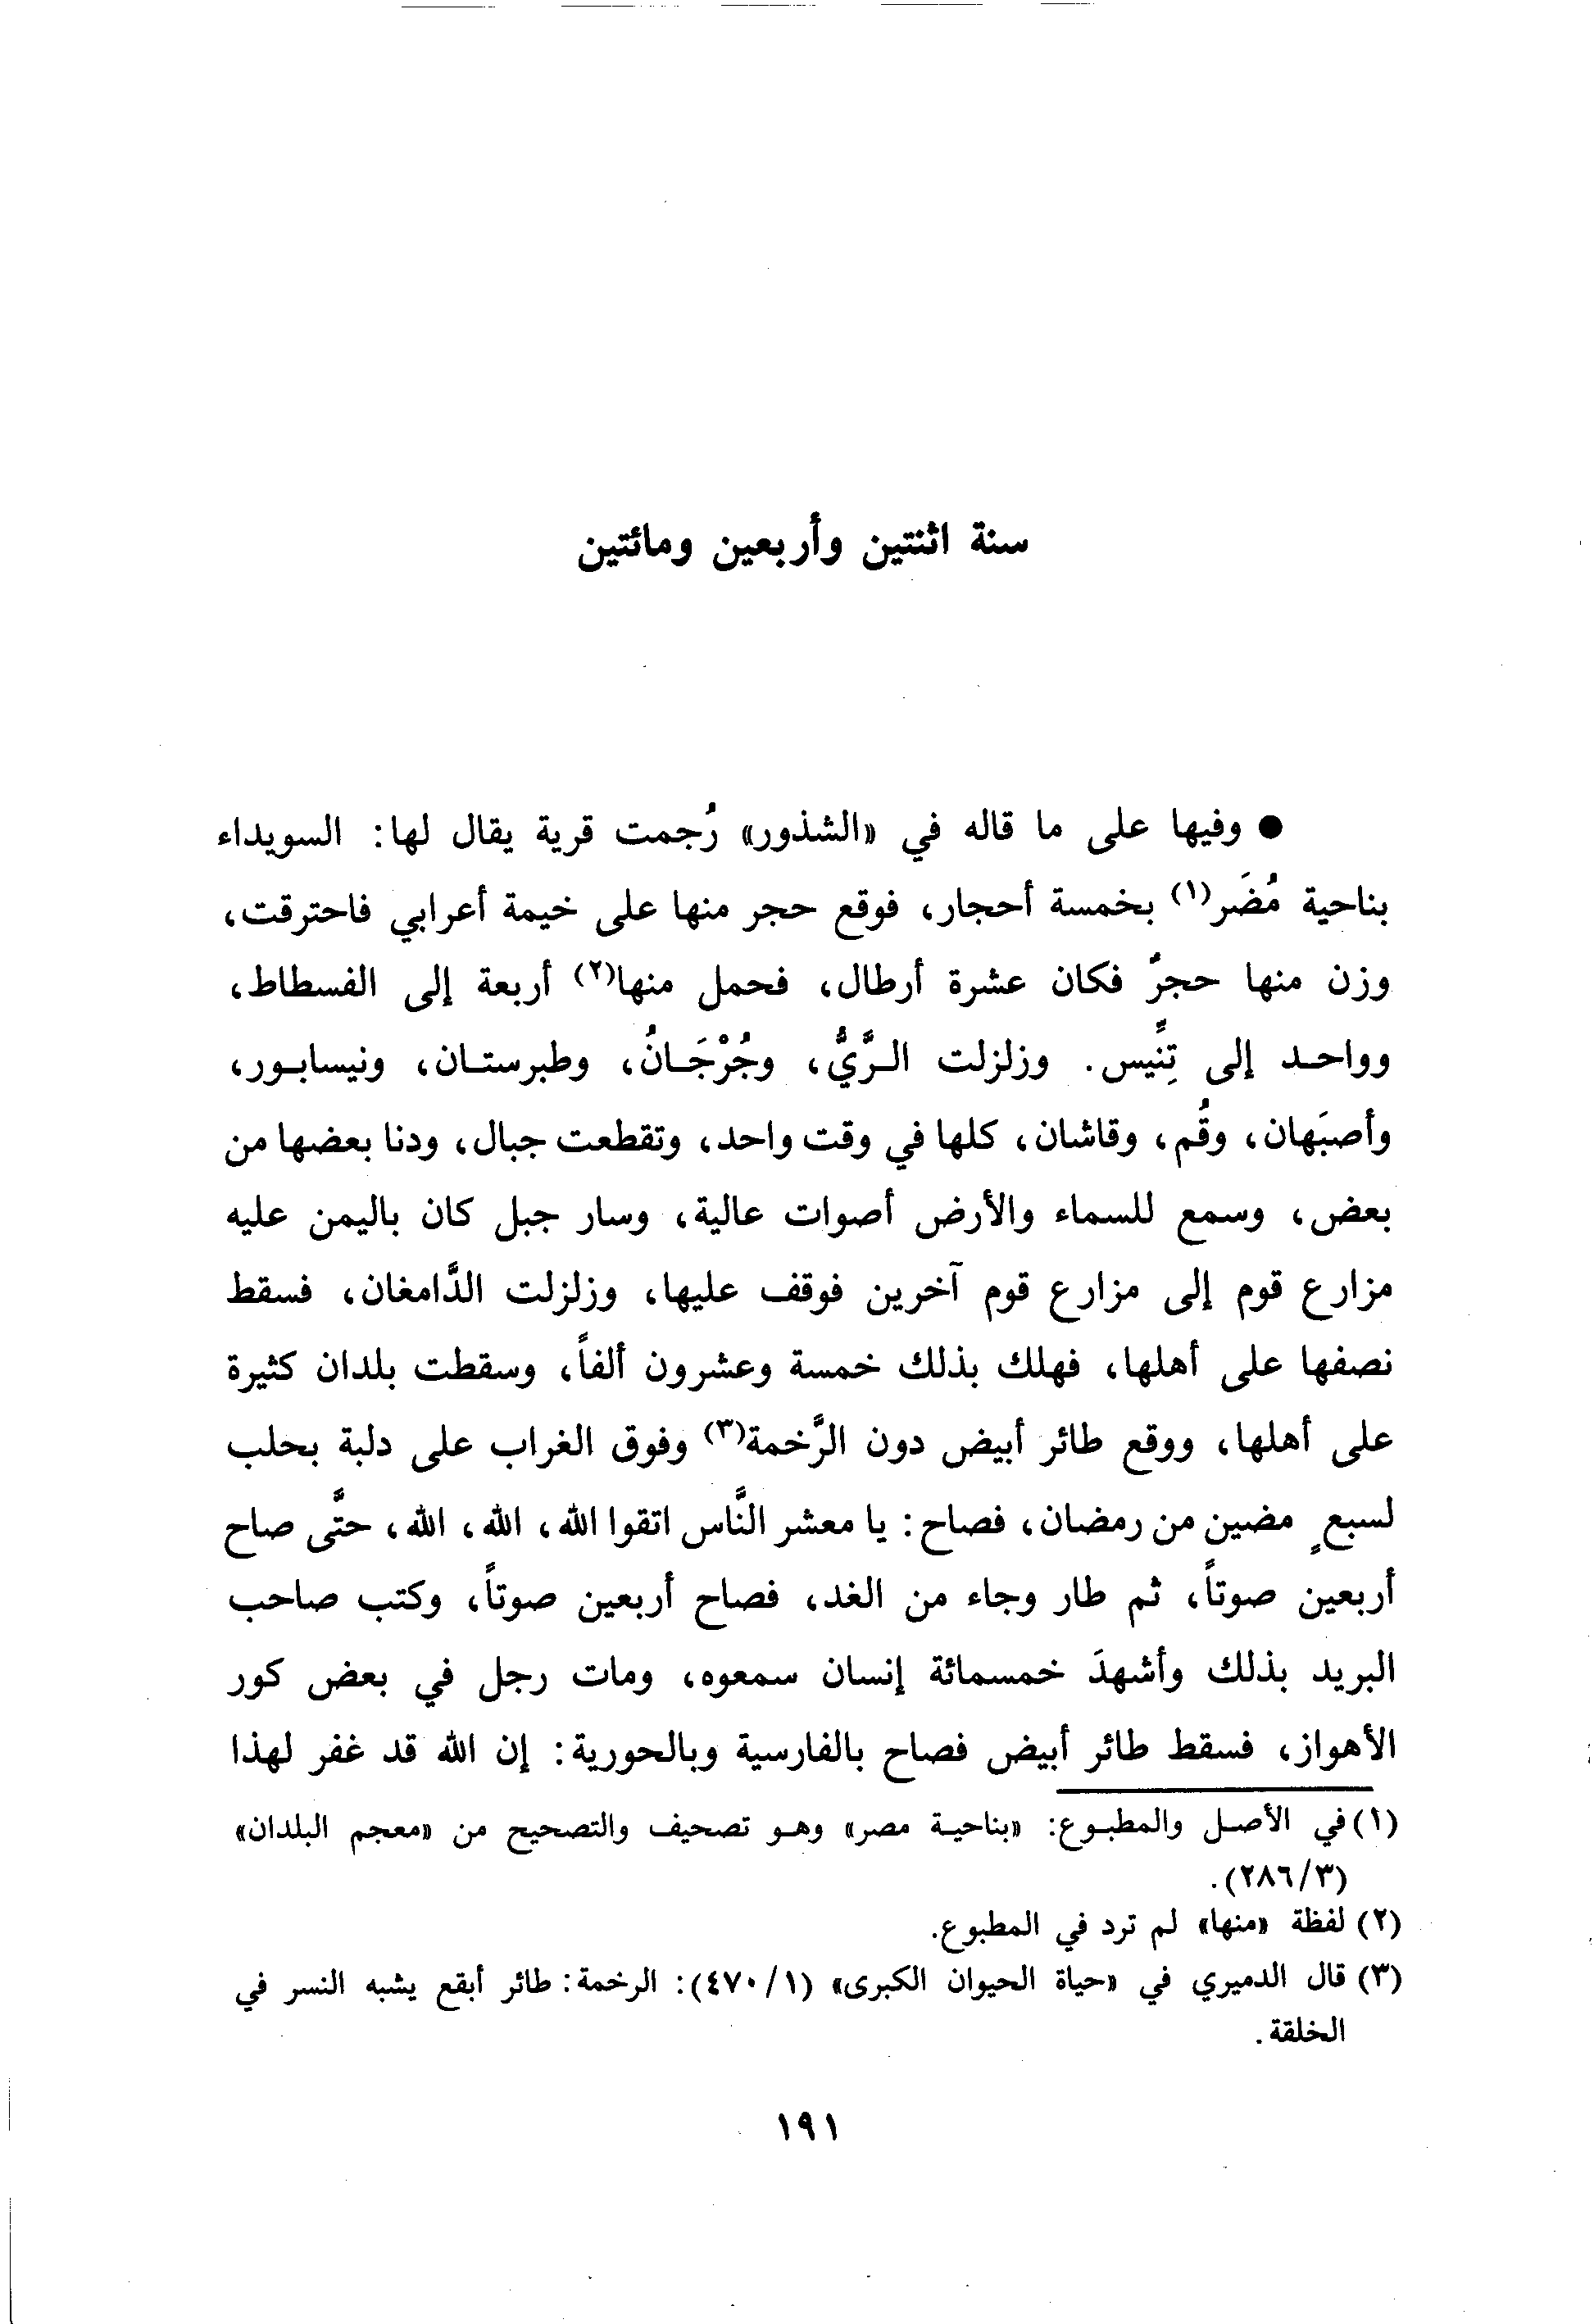 سنة اثنتين وأربعين ومائتين
● وفيها على ما قاله في «الشذور» رُجمت قرية يقال لها: السويداء
بناحية مُضَر(١) بخمسة أحجار، فوقع حجر منها على خيمة أعرابي فاحترقت،
وزن منها حجرٌ فكان عشرة أرطال، فحمل منها(٢) أربعة إلى الفسطاط،
وواحـد إلى تِنِّيس. وزلزلت الـرَّيُّ، وجُرْجَـانُ، وطبرستـان، ونيسابـور،
وأصبَهان، وقُم، وقاشان، كلها في وقت واحد، وتقطعت جبال، ودنا بعضها من
بعض، وسمع للسماء والأرض أصوات عالية، وسار جبل كان باليمن عليه
مزارع قوم إلى مزارع قوم آخرين فوقف عليها، وزلزلت الدَّامغان، فسقط
نصفها على أهلها، فهلك بذلك خمسة وعشرون ألفاً، وسقطت بلدان كثيرة
على أهلها، ووقع طائر أبيض دون الرَّخمة(٣) وفوق الغراب على دلبة بحلب
لسبعٍ مضين من رمضان، فصاح: يا معشر النَّاس اتقوا الله، الله، الله، حتَّى صاح
أربعين صوتاً، ثم طار وجاء من الغد، فصاح أربعين صوتاً، وكتب صاحب
البريد بذلك وأشهدَ خمسمائة إنسان سمعوه، ومات رجل في بعض كور
الأهواز، فسقط طائر أبيض فصاح بالفارسية وبالحورية: إن الله قد غفر لهذا
(١) في الأصـل والمطبـوع: «بناحيـة مصر» وهـو تصحيف والتصحيح من «معجم البلدان»
(٣/ ٢٨٦).
(٢) لفظة «منها» لم ترد في المطبوع.
(٣) قال الدميري في «حياة الحيوان الكبرى» (١/ ٤٧٠): الرخمة: طائر أبقع يشبه النسر في
الخلقة.
١٩١